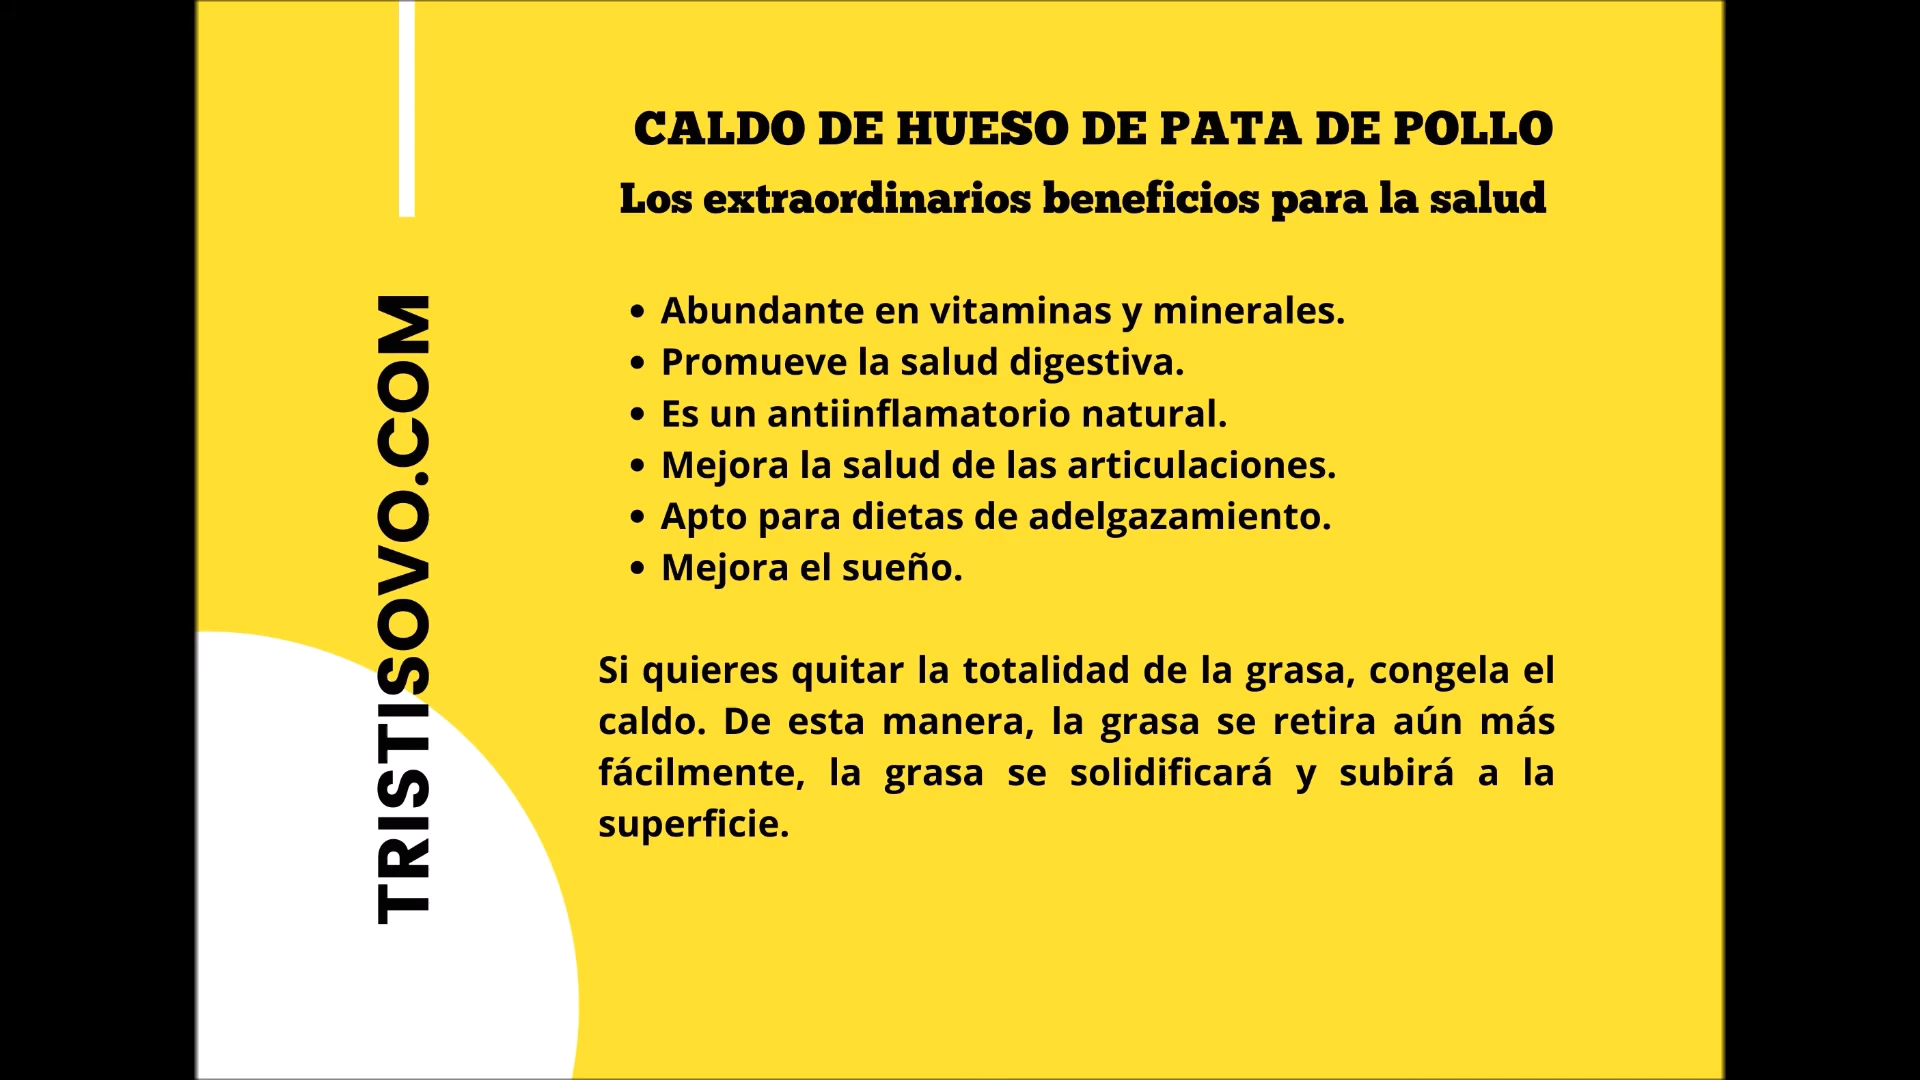 CALDO DE HUESO DE PATA DE POLLO
Los extraordinarios beneficios para la salud
• Abundante en vitaminas y minerales.
• Promueve la salud digestiva.
• Es un antiinflamatorio natural.
• Mejora la salud de las articulaciones.
• Apto para dietas de adelgazamiento.
• Mejora el sueño.
Si quieres quitar la totalidad de la grasa, congela el
caldo. De esta manera, la grasa se retira aún más
fácilmente, la grasa se solidificará y subirá a la
superficie.
TRISTISOVO.COM